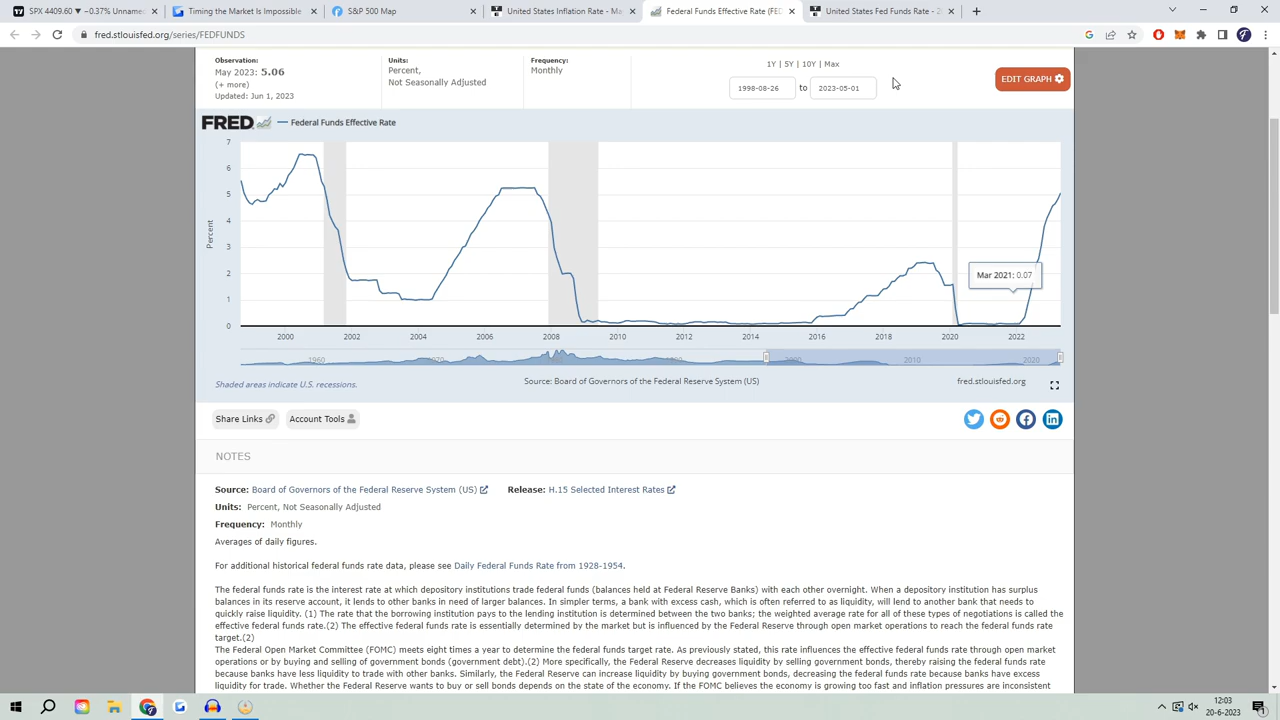 SPX 4409.60 ▼ −0.37% Unname
Timing the Market Is Impossible
S&P 500 Map
United States Inflation Rate - Ma
Federal Funds Effective Rate (FED
United States Fed Funds Rate - 2
fred.stlouisfed.org/series/FEDFUNDS
Observation:
May 2023: 5.06
(+ more)
Updated: Jun 1, 2023
Units:
Percent,
Not Seasonally Adjusted
Frequency:
Monthly
1Y | 5Y | 10Y | Max
1998-08-26 to 2023-05-01
EDIT GRAPH
FRED
Federal Funds Effective Rate
7
6
5
4
3
2
1
0
Percent
Mar 2021: 0.07
2000 2002 2004 2006 2008 2010 2012 2014 2016 2018 2020 2022
1960 2010 2020
Shaded areas indicate U.S. recessions.
Source: Board of Governors of the Federal Reserve System (US)
fred.stlouisfed.org
Share Links
Account Tools
NOTES
Source: Board of Governors of the Federal Reserve System (US)
Release: H.15 Selected Interest Rates
Units: Percent, Not Seasonally Adjusted
Frequency: Monthly
Averages of daily figures.
For additional historical federal funds rate data, please see Daily Federal Funds Rate from 1928-1954.
The federal funds rate is the interest rate at which depository institutions trade federal funds (balances held at Federal Reserve Banks) with each other overnight. When a depository institution has surplus
balances in its reserve account, it lends to other banks in need of larger balances. In simpler terms, a bank with excess cash, which is often referred to as liquidity, will lend to another bank that needs to
quickly raise liquidity. (1) The rate that the borrowing institution pays to the lending institution is determined between the two banks; the weighted average rate for all of these types of negotiations is called the
effective federal funds rate.(2) The effective federal funds rate is essentially determined by the market but is influenced by the Federal Reserve through open market operations to reach the federal funds rate
target.(2)
The Federal Open Market Committee (FOMC) meets eight times a year to determine the federal funds target rate. As previously stated, this rate influences the effective federal funds rate through open market
operations or by buying and selling of government bonds (government debt).(2) More specifically, the Federal Reserve decreases liquidity by selling government bonds, thereby raising the federal funds rate
because banks have less liquidity to trade with other banks. Similarly, the Federal Reserve can increase liquidity by buying government bonds, decreasing the federal funds rate because banks have excess
liquidity for trade. Whether the Federal Reserve wants to buy or sell bonds depends on the state of the economy. If the FOMC believes the economy is growing too fast and inflation pressures are inconsistent
12:03
20-6-2023